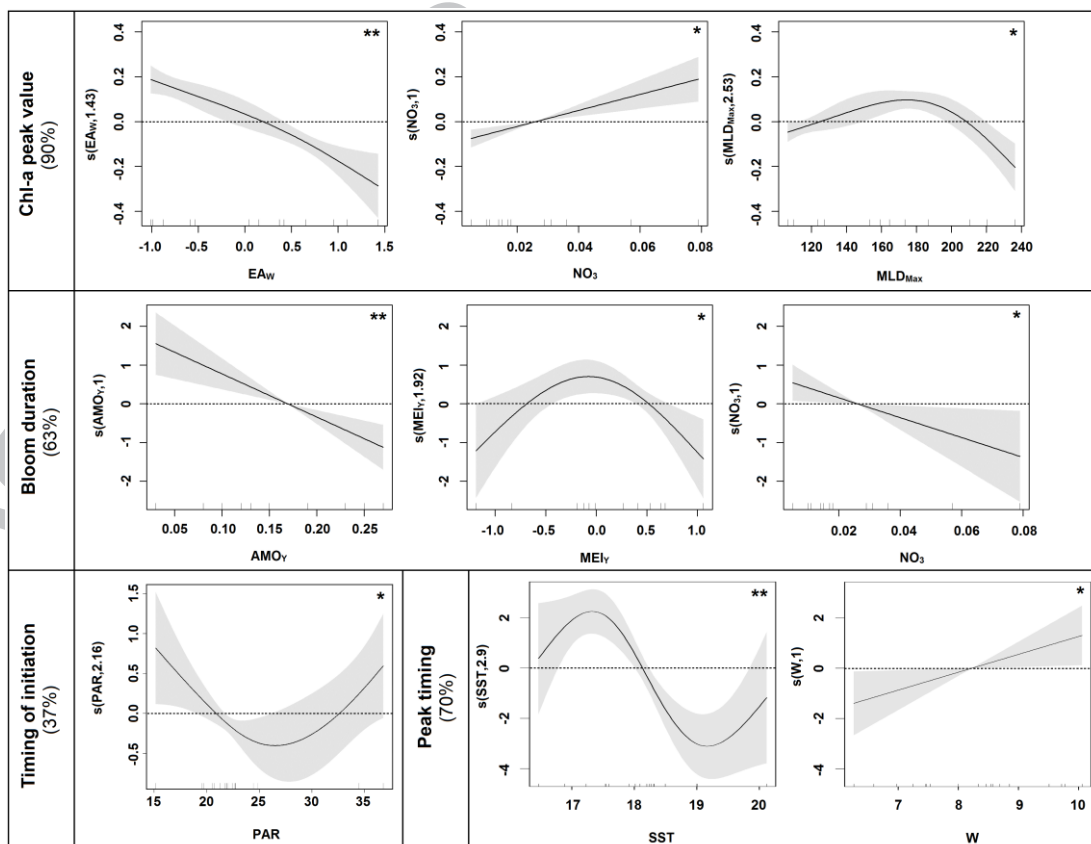 Chl-a peak value
(90%)
s(EAW,1.43)
0.4
0.2
0.0
-0.2
-0.4
**
-1.0 -0.5 0.0 0.5 1.0 1.5
EAW
s(NO3,1)
0.4
0.2
0.0
-0.2
-0.4
*
0.02 0.04 0.06 0.08
NO3
s(MLDMax,2.53)
0.4
0.2
0.0
-0.2
-0.4
*
120 140 160 180 200 220 240
MLDMax
Bloom duration
(63%)
s(AMOY,1)
2
1
0
-1
-2
**
0.05 0.10 0.15 0.20 0.25
AMOY
s(MEIY,1.92)
2
1
0
-1
-2
*
-1.0 -0.5 0.0 0.5 1.0
MEIY
s(NO3,1)
2
1
0
-1
-2
*
0.02 0.04 0.06 0.08
NO3
Timing of initiation
(37%)
s(PAR,2.16)
1.5
1.0
0.5
0.0
-0.5
*
15 20 25 30 35
PAR
Peak timing
(70%)
s(SST,2.9)
2
0
-2
-4
**
17 18 19 20
SST
s(W,1)
2
0
-2
-4
*
7 8 9 10
W